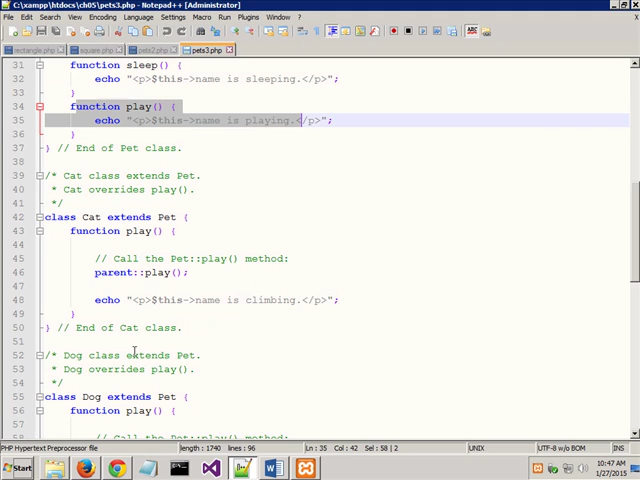 C:\xampp\htdocs\ch05\pets3.php - Notepad++ [Administrator]
File Edit Search View Encoding Language Settings Macro Run Plugins Window ?
rectangle.php square.php pets2.php pets3.php
31 function sleep() {
32 echo "<p>$this->name is sleeping.</p>";
33 }
34 function play() {
35 echo "<p>$this->name is playing.</p>";
36 }
37 } // End of Pet class.
38
39 /* Cat class extends Pet.
40 * Cat overrides play().
41 */
42 class Cat extends Pet {
43 function play() {
44
45 // Call the Pet::play() method:
46 parent::play();
47
48 echo "<p>$this->name is climbing.</p>";
49 }
50 } // End of Cat class.
51
52 /* Dog class extends Pet.
53 * Dog overrides play().
54 */
55 class Dog extends Pet {
56 function play() {
57
58 // Call the Pet::play() method:
PHP Hypertext Preprocessor file length : 1740 lines : 96 Ln : 35 Col : 42 Sel : 58 | 2 UNIX UTF-8 w/o BOM INS
Start
10:47 AM
1/27/2015